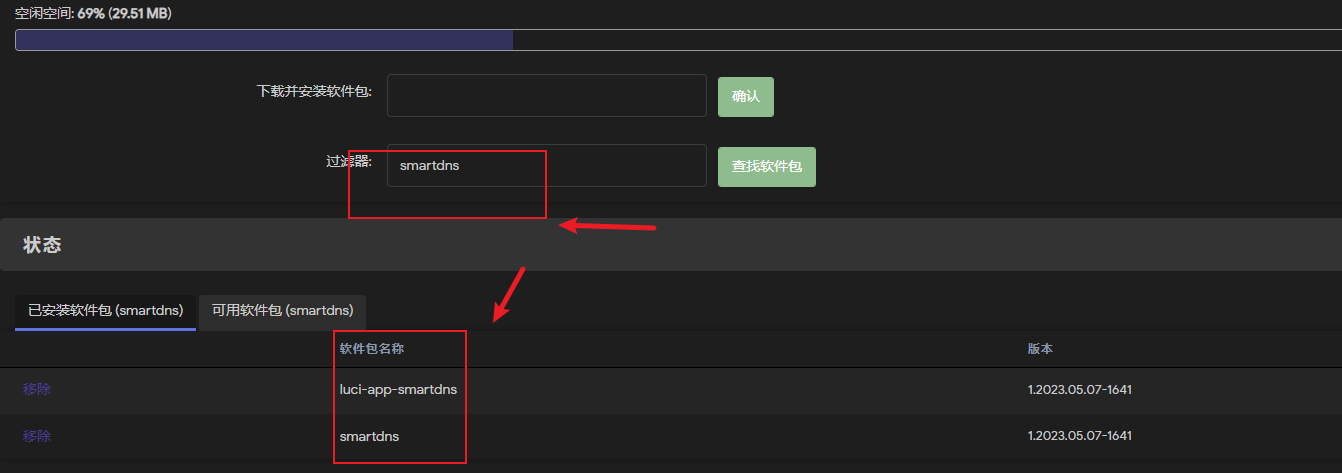 空闲空间: 69% (29.51 MB)
下载并安装软件包:
确认
过滤器:
smartdns
查找软件包
状态
已安装软件包 (smartdns) 可用软件包 (smartdns)
软件包名称 版本
移除 luci-app-smartdns 1.2023.05.07-1641
移除 smartdns 1.2023.05.07-1641